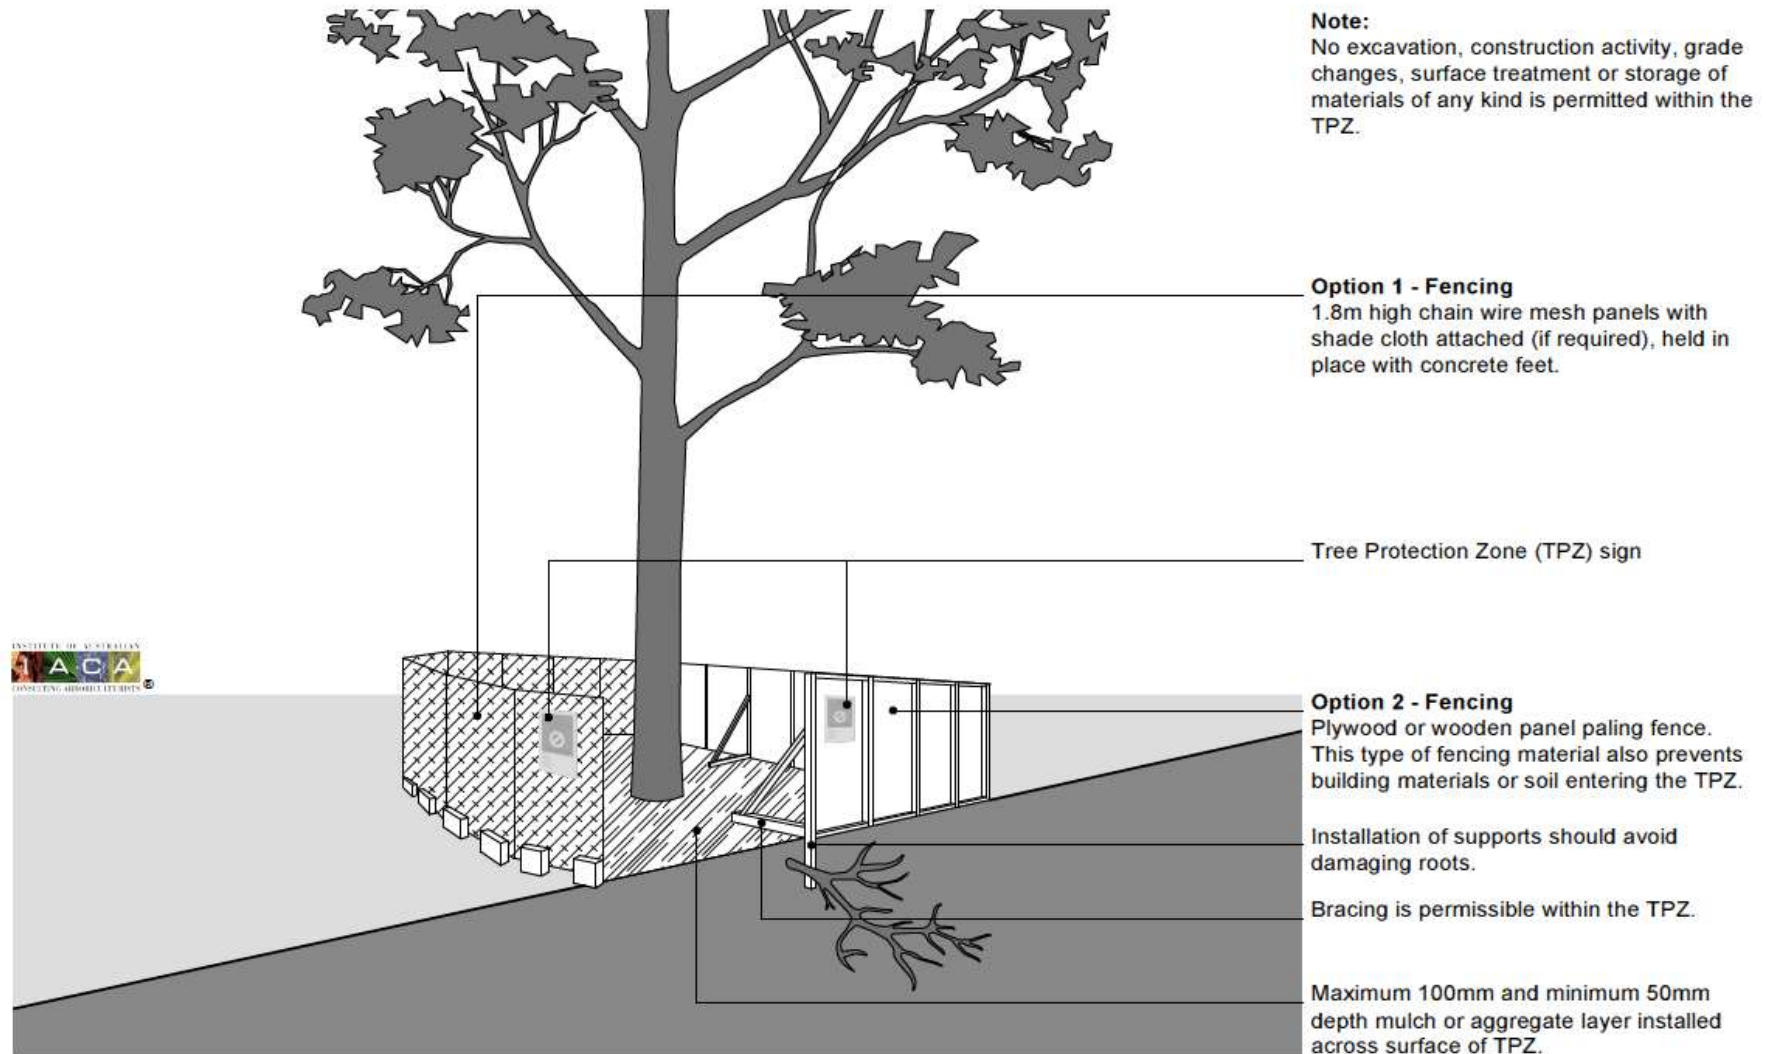 Note:
No excavation, construction activity, grade
changes, surface treatment or storage of
materials of any kind is permitted within the
TPZ.
Option 1 - Fencing
1.8m high chain wire mesh panels with
shade cloth attached (if required), held in
place with concrete feet.
Tree Protection Zone (TPZ) sign
INSTITUTE OF AUSTRALIAN
IACA
CONSULTING ARBORICULTURISTS ®
Option 2 - Fencing
Plywood or wooden panel paling fence.
This type of fencing material also prevents
building materials or soil entering the TPZ.
Installation of supports should avoid
damaging roots.
Bracing is permissible within the TPZ.
Maximum 100mm and minimum 50mm
depth mulch or aggregate layer installed
across surface of TPZ.